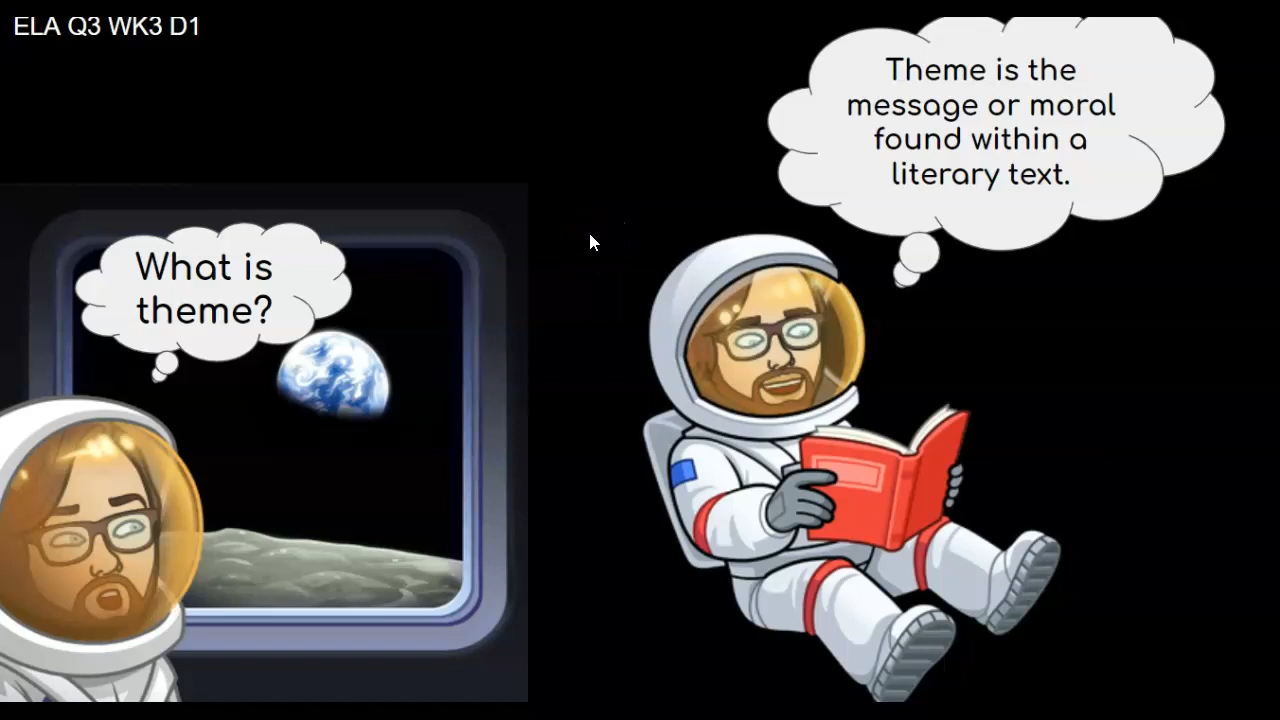 ELA Q3 WK3 D1
What is
theme?
Theme is the
message or moral
found within a
literary text.